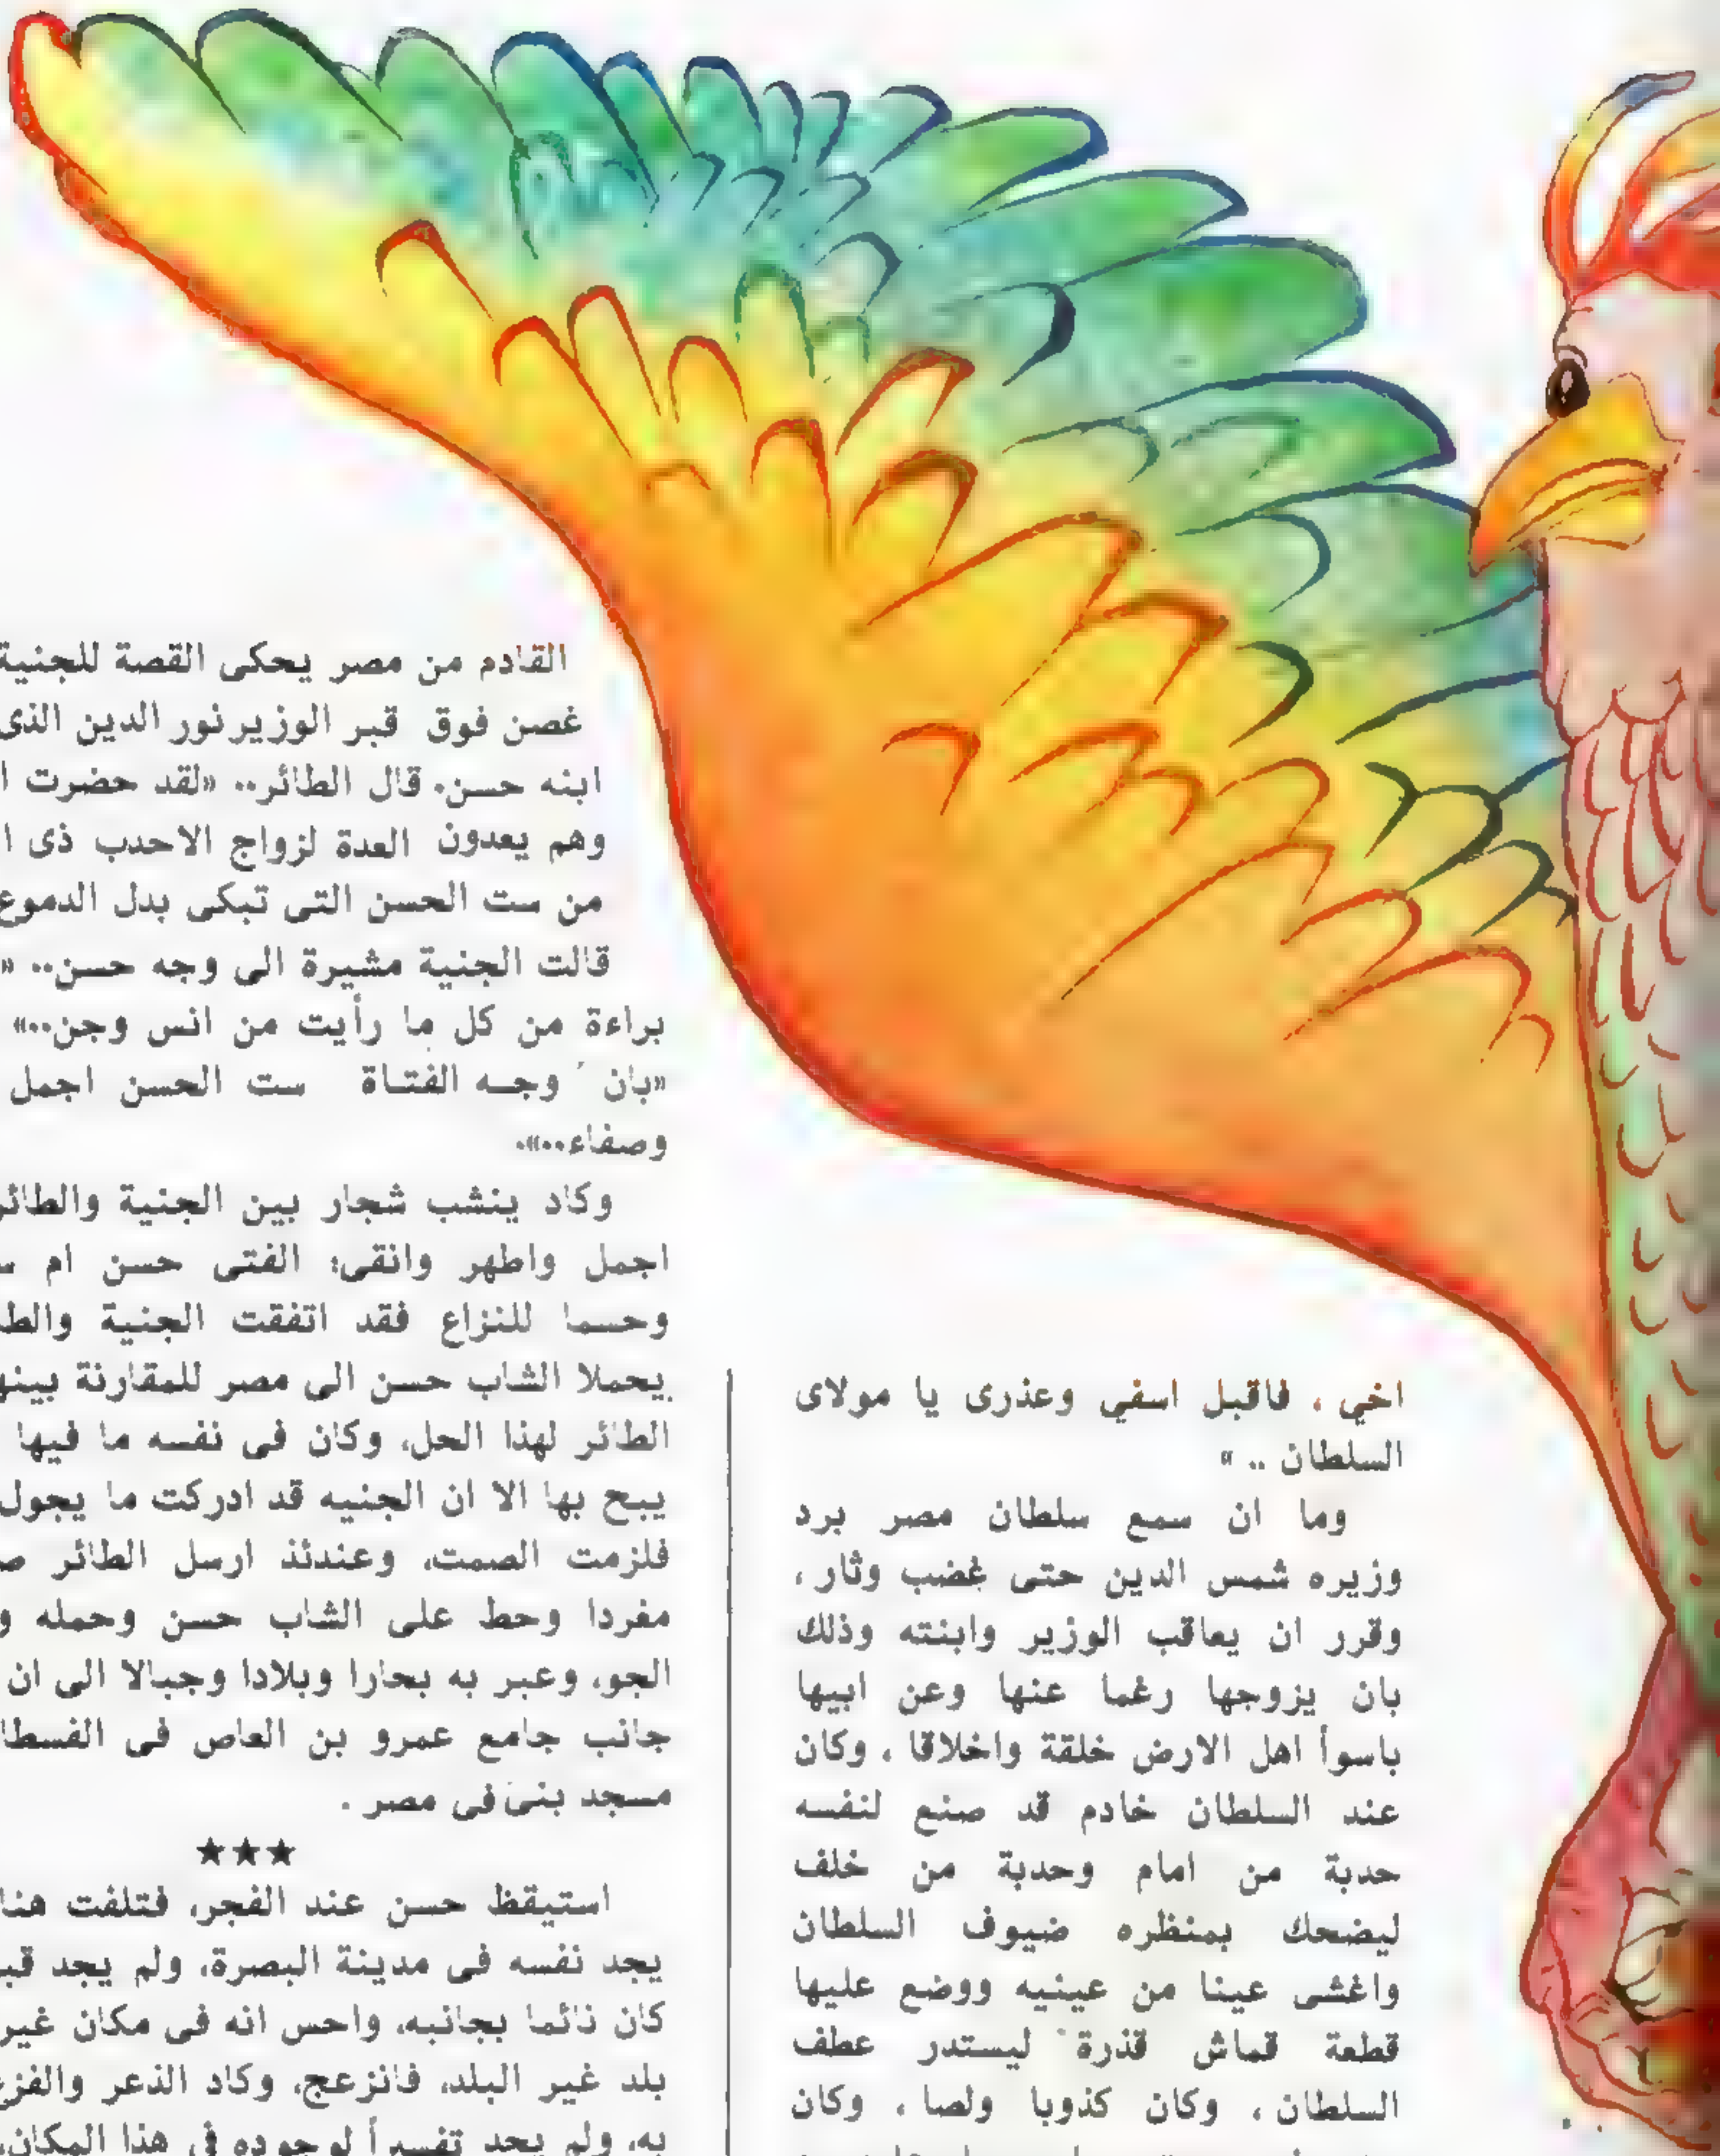 اخي ، فاقبل اسفي وعذرى يا مولاى
السلطان .. »
وما ان سمع سلطان مصر برد
وزيره شمس الدين حتى غضب وثار ،
وقرر ان يعاقب الوزير وابنته وذلك
بان يزوجها رغما عنها وعن ابيها
باسوأ اهل الارض خلقة واخلاقا ، وكان
عند السلطان خادم قد صنع لنفسه
حدبة من امام وحدبة من خلف
ليضحك بمنظره ضيوف السلطان
واغشى عينا من عينيه ووضع عليها
قطعة قماش قذرة ليستدر عطف
السلطان ، وكان كذوبا ولصا ، وكان
القادم من مصر يحكى القصة للجنية
غصن فوق قبر الوزير نور الدين الذى
ابنه حسن. قال الطائر.. «لقد حضرت
وهم يعدون العدة لزواج الاحدب ذى
من ست الحسن التى تبكى بدل الدموع
قالت الجنية مشيرة الى وجه حسن.. «
براءة من كل ما رأيت من انس وجن..»
«بان وجه الفتاة ست الحسن اجمل
وصفاء..».
وكاد ينشب شجار بين الجنية والطائر
اجمل واطهر وانقى؛ الفتى حسن ام
وحسما للنزاع فقد اتفقت الجنية
يحملا الشاب حسن الى مصر للمقارنة
الطائر لهذا الحل، وكان فى نفسه ما فيها
يبح بها الا ان الجنيه قد ادركت ما يجول
فلزمت الصمت، وعندئذ ارسل الطائر
مفردا وحط على الشاب حسن وحمله
الجو، وعبر به بحارا وبلادا وجبالا الى ان
جانب جامع عمرو بن العاص فى
مسجد بنى فى مصر .
★★★
استيقظ حسن عند الفجر، فتلفت
يجد نفسه فى مدينة البصرة، ولم يجد
كان نائما بجانبه، واحس انه فى مكان غير
بلد غير البلد، فانزعج، وكاد الذعر
به، ولم يجد تفسيراً لوجوده فى هذا المكان،